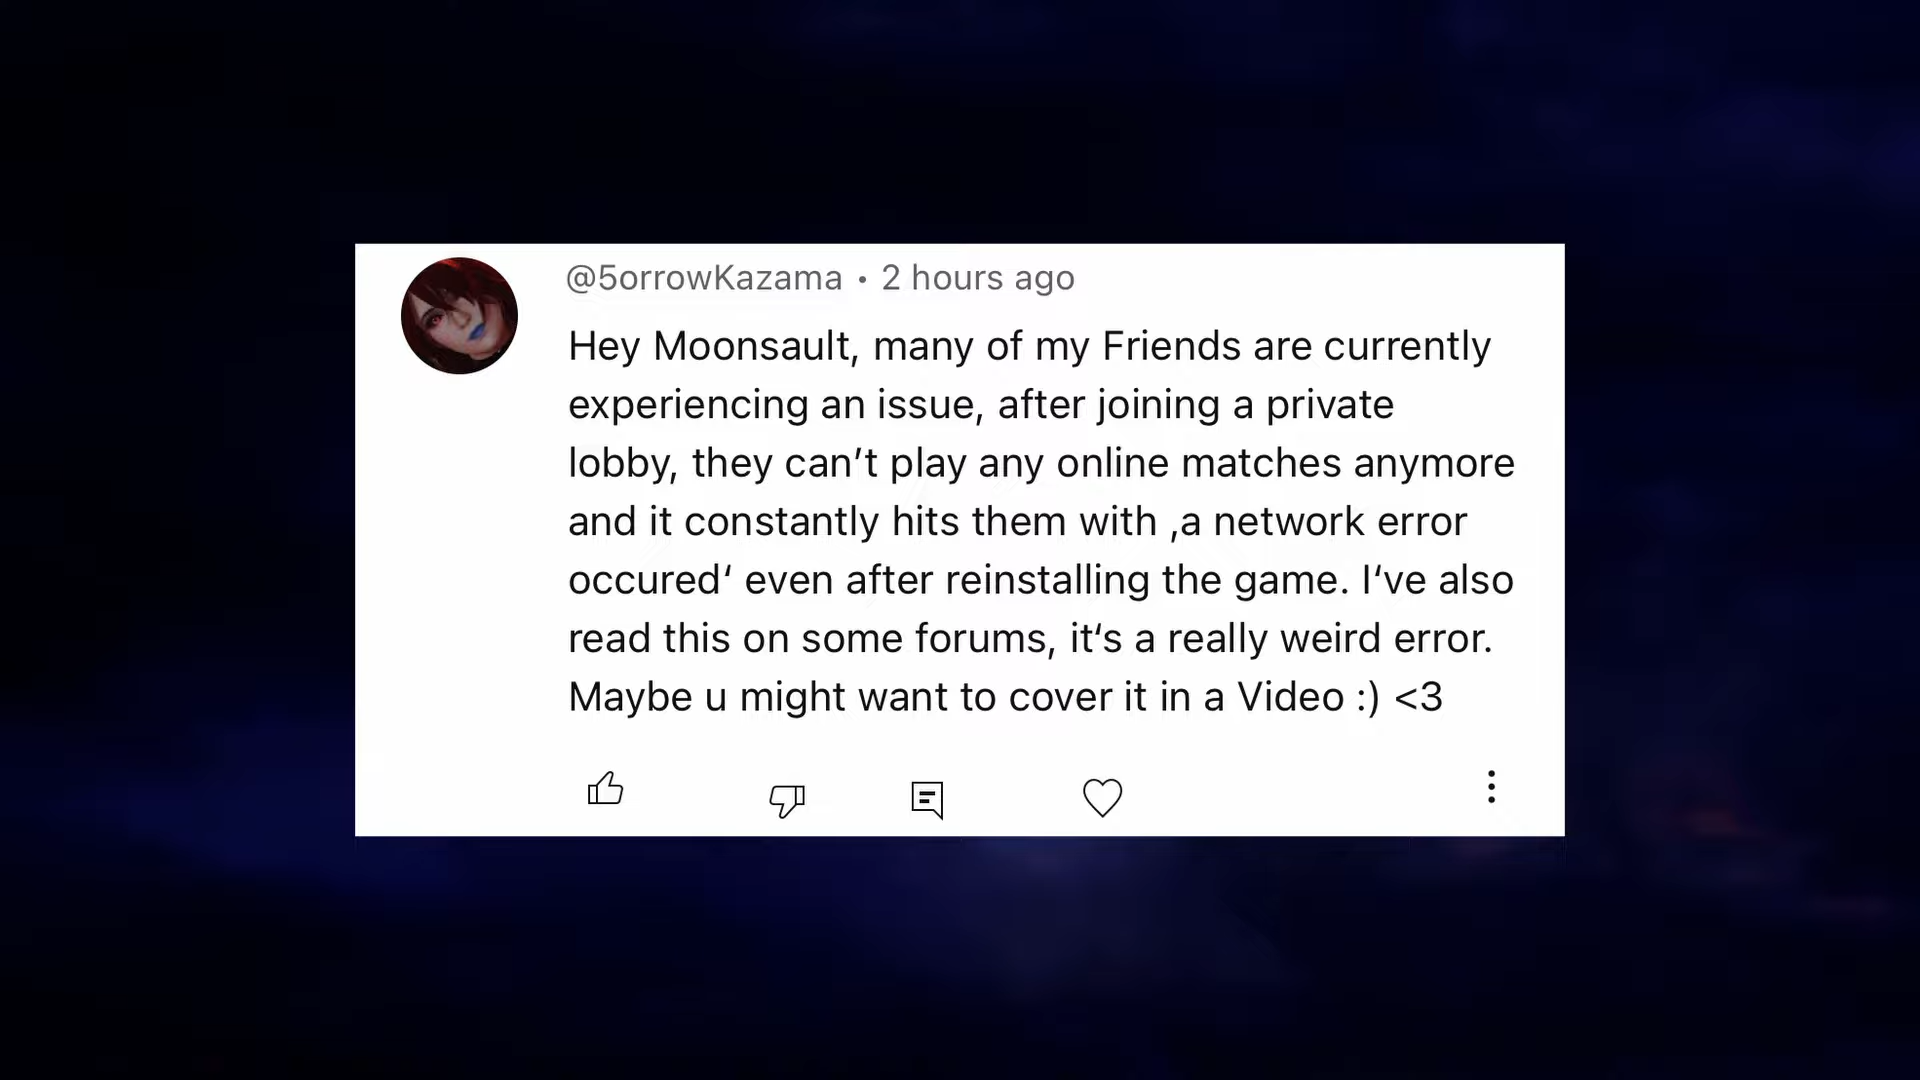 @5orrowKazama • 2 hours ago
Hey Moonsault, many of my Friends are currently
experiencing an issue, after joining a private
lobby, they can’t play any online matches anymore
and it constantly hits them with ‚a network error
occured‘ even after reinstalling the game. I‘ve also
read this on some forums, it‘s a really weird error.
Maybe u might want to cover it in a Video :) <3